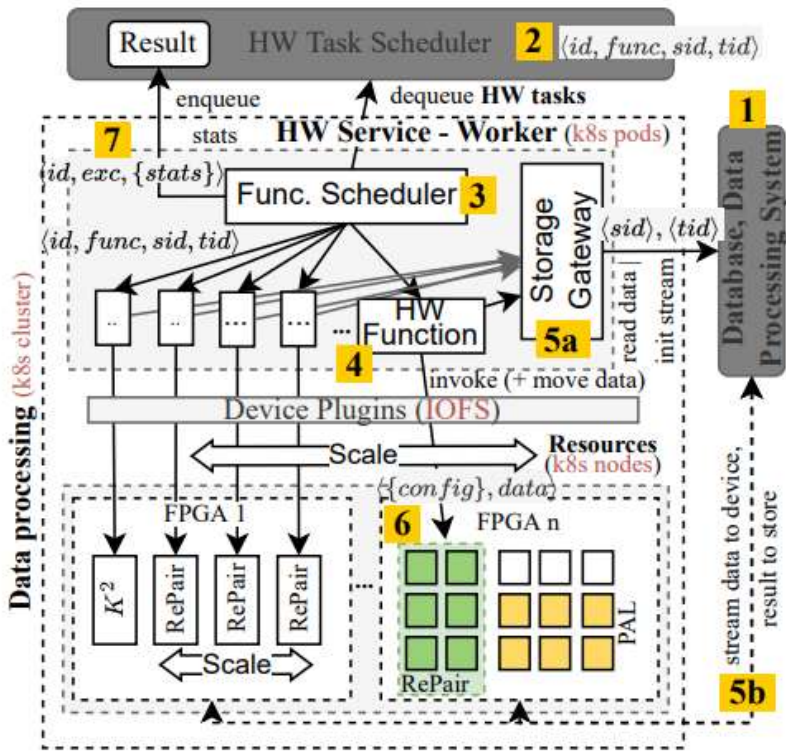 Result
HW Task Scheduler
2
⟨id, func, sid, tid⟩
enqueue
stats
dequeue HW tasks
7
HW Service - Worker (k8s pods)
1
Database, Data
Processing System
⟨id, exc, {stats}⟩
Func. Scheduler
3
Storage
Gateway
5a
⟨sid⟩, ⟨tid⟩
read data |
init stream
⟨id, func, sid, tid⟩
..
..
...
...
...
HW
Function
4
invoke (+ move data)
Device Plugins (IOFS)
Scale
Resources
(k8s nodes)
Data processing (k8s cluster)
⟨{config}, data⟩
FPGA 1
6
FPGA n
K²
RePair
RePair
RePair
...
Scale
RePair
PAL
stream data to device,
result to store
5b